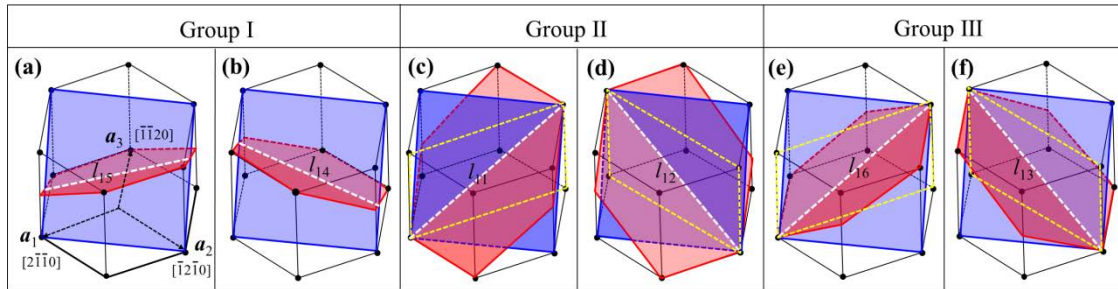 Group I
Group II
Group III
(a)
(b)
(c)
(d)
(e)
(f)
a₃
[1̄1̄20]
l₁₅
l₁₄
l₁₁
l₁₂
l₁₆
l₁₃
a₁
[21̄1̄0]
a₂
[1̄21̄0]